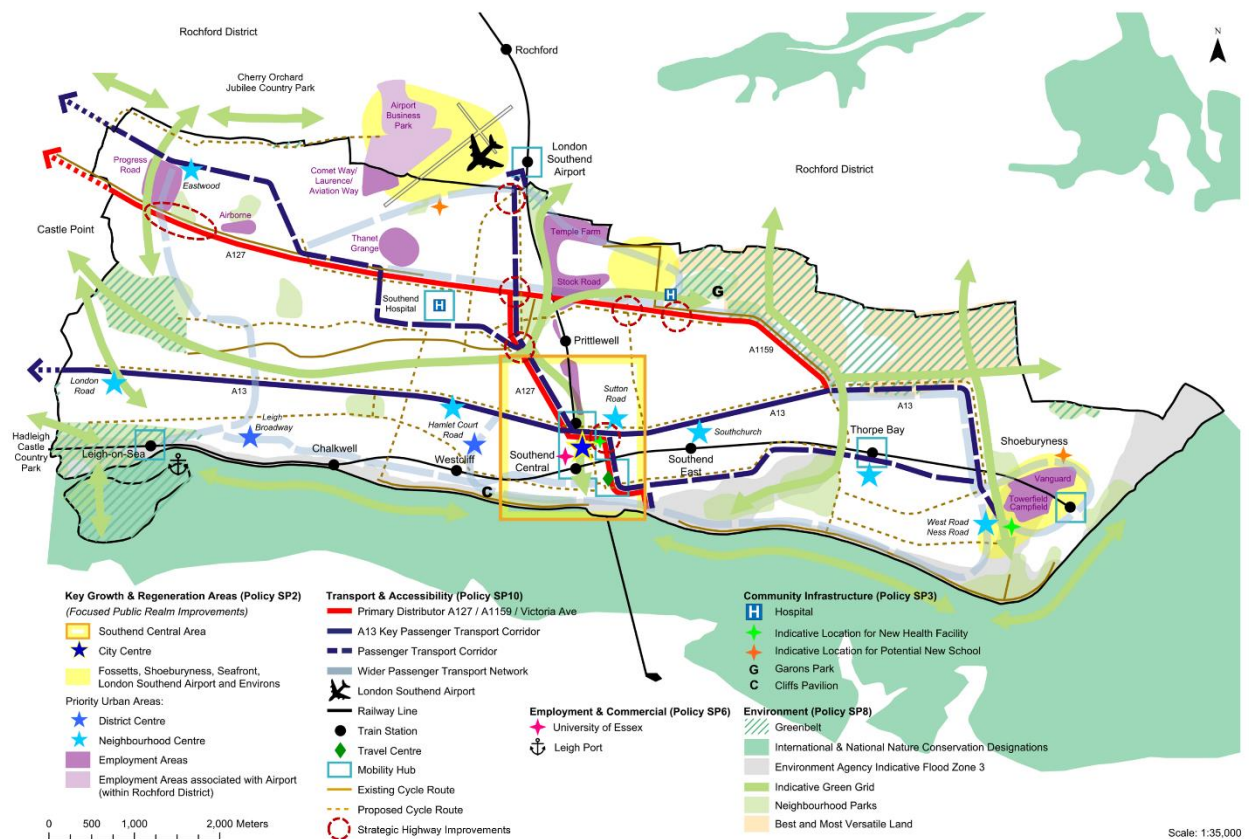 Rochford District
Rochford
N
Cherry Orchard
Jubilee Country Park
Airport
Business
Park
London
Southend
Airport
Progress
Road
Eastwood
Comet Way/
Laurence/
Aviation Way
Rochford District
Castle Point
Airborne
A127
Thanet
Grange
Temple Farm
Stock Road
Southend
Hospital
H
H
G
Prittlewell
A1159
London
Road
A13
A127
Sutton
Road
A13
A13
Leigh
Broadway
Hamlet Court
Road
Southchurch
Hadleigh
Castle
Country
Park
Leigh-on-Sea
Chalkwell
Westcliff
Southend
Central
Southend
East
Thorpe Bay
Shoeburyness
Vanguard
Towerfield
Campfield
C
West Road
Ness Road
Key Growth & Regeneration Areas (Policy SP2)
(Focused Public Realm Improvements)
Southend Central Area
City Centre
Fossetts, Shoeburyness, Seafront,
London Southend Airport and Environs
Priority Urban Areas:
District Centre
Neighbourhood Centre
Employment Areas
Employment Areas associated with Airport
(within Rochford District)
0 500 1,000 2,000 Meters
Transport & Accessibility (Policy SP10)
Primary Distributor A127 / A1159 / Victoria Ave
A13 Key Passenger Transport Corridor
Passenger Transport Corridor
Wider Passenger Transport Network
London Southend Airport
Railway Line
Train Station
Travel Centre
Mobility Hub
Existing Cycle Route
Proposed Cycle Route
Strategic Highway Improvements
Employment & Commercial (Policy SP6)
University of Essex
Leigh Port
Community Infrastructure (Policy SP3)
H Hospital
Indicative Location for New Health Facility
Indicative Location for Potential New School
G Garons Park
C Cliffs Pavilion
Environment (Policy SP8)
Greenbelt
International & National Nature Conservation Designations
Environment Agency Indicative Flood Zone 3
Indicative Green Grid
Neighbourhood Parks
Best and Most Versatile Land
Scale: 1:35,000